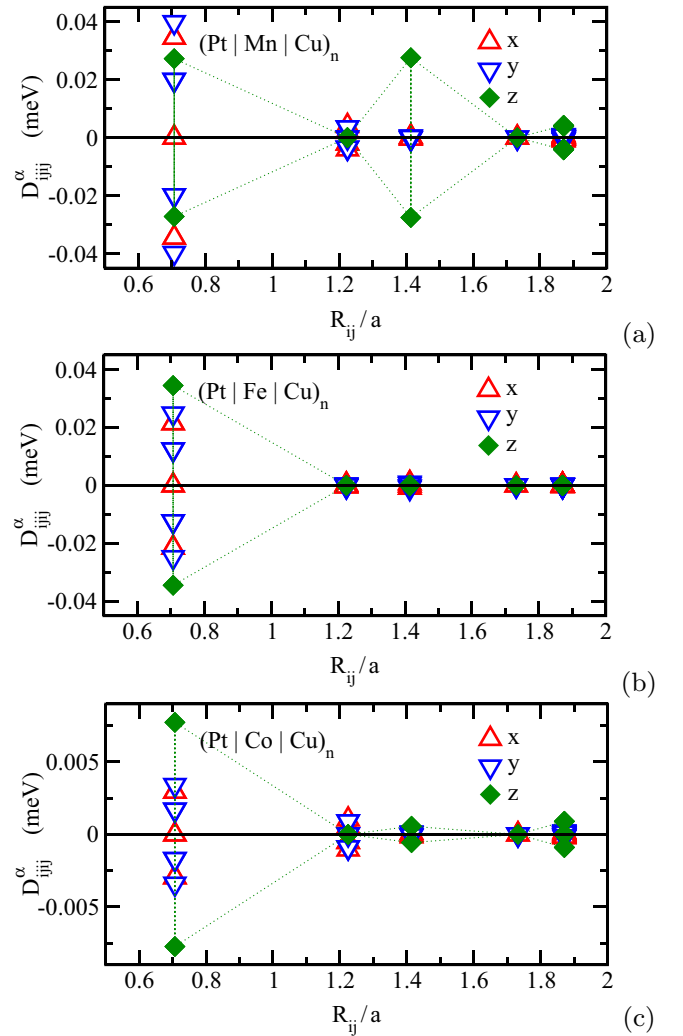 0.04
0.02
0
-0.02
-0.04
D^α_ijij (meV)
(Pt | Mn | Cu)_n
x
y
z
0.6 0.8 1 1.2 1.4 1.6 1.8 2
R_ij/a
(a)
0.04
0.02
0
-0.02
-0.04
D^α_ijij (meV)
(Pt | Fe | Cu)_n
x
y
z
0.6 0.8 1 1.2 1.4 1.6 1.8 2
R_ij/a
(b)
0.005
0
-0.005
D^α_ijij (meV)
(Pt | Co | Cu)_n
x
y
z
0.6 0.8 1 1.2 1.4 1.6 1.8 2
R_ij/a
(c)